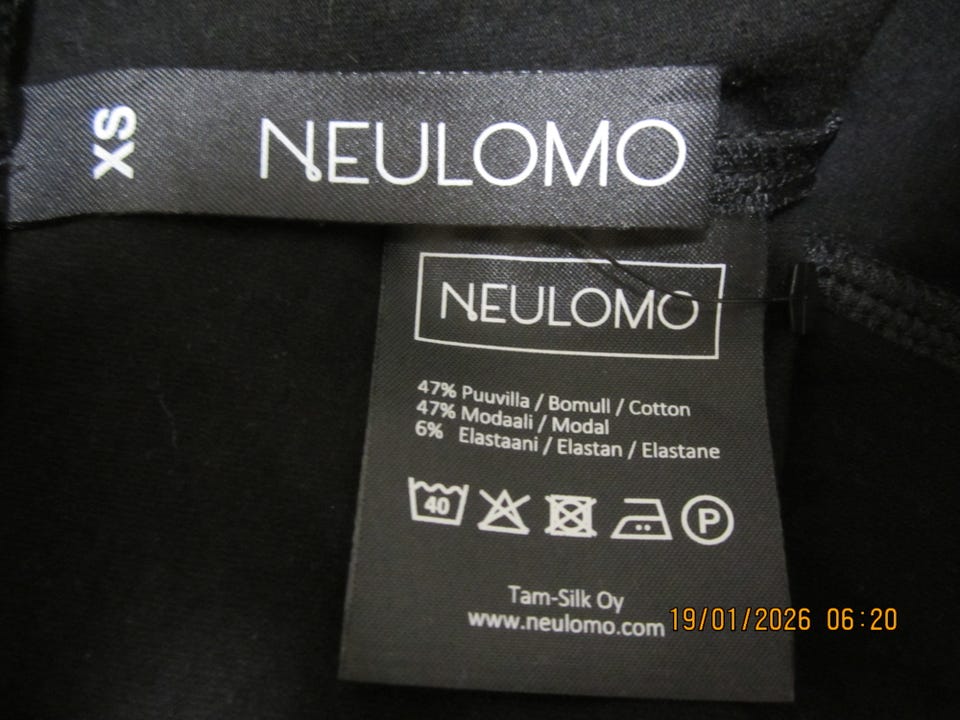 XS
NEULOMO
NEULOMO
47% Puuvilla / Bomull / Cotton
47% Modaali / Modal
6% Elastaani / Elastan / Elastane
40
P
Tam-Silk Oy
www.neulomo.com
19/01/2026 06:20